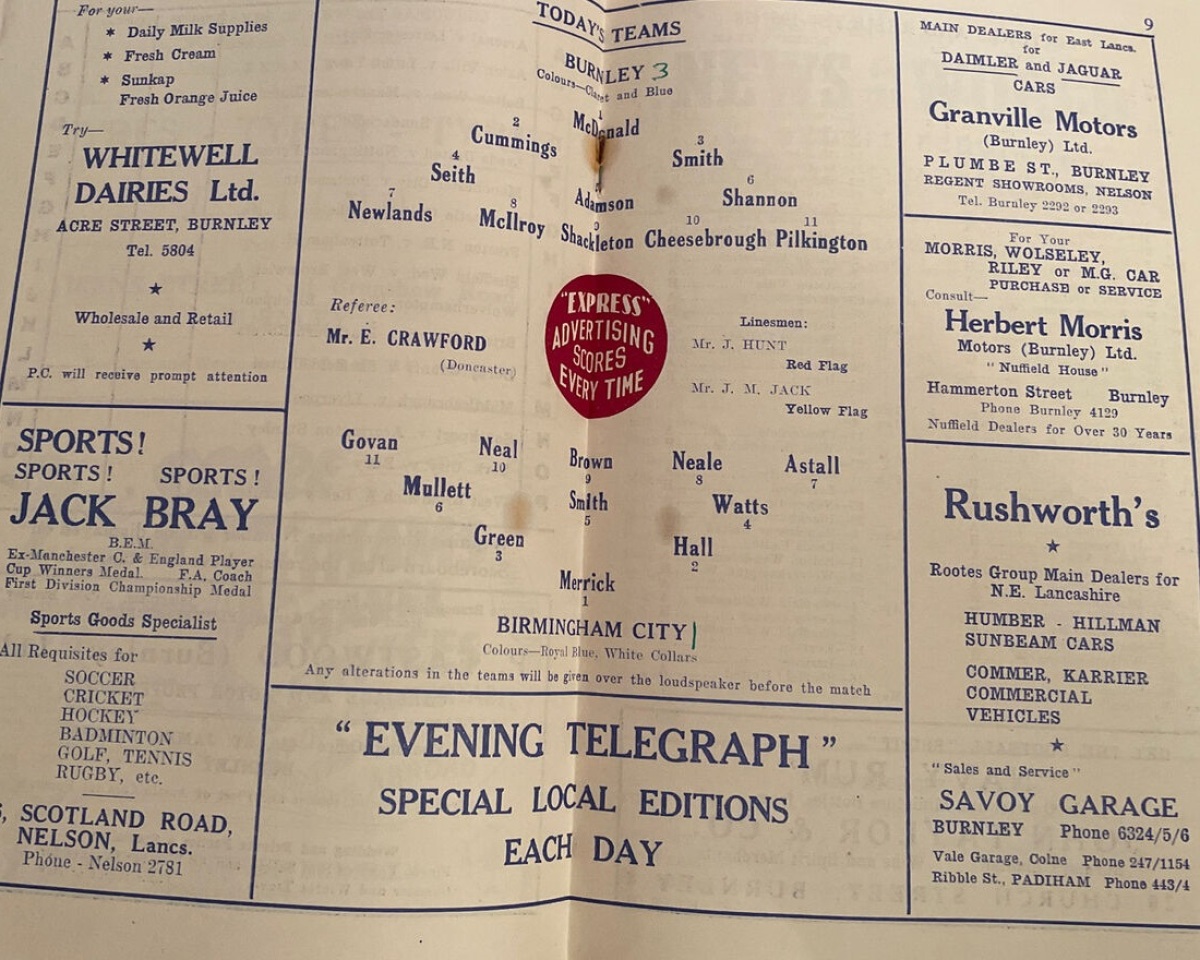 For your—
* Daily Milk Supplies
* Fresh Cream
* Sunkap
Fresh Orange Juice
Try—
WHITEWELL
DAIRIES Ltd.
ACRE STREET, BURNLEY
Tel. 5804
★
Wholesale and Retail
★
P.C. will receive prompt attention
SPORTS!
SPORTS! SPORTS!
JACK BRAY
B.E.M.
Ex-Manchester C. & England Player
Cup Winners Medal. F.A. Coach
First Division Championship Medal
Sports Goods Specialist
All Requisites for
SOCCER
CRICKET
HOCKEY
BADMINTON
GOLF, TENNIS
RUGBY, etc.
, SCOTLAND ROAD,
NELSON, Lancs.
Phone - Nelson 2781
TODAY'S TEAMS
BURNLEY 3
Colours—Claret and Blue
1
McDonald
2
Cummings
3
Smith
4
Seith
5
Adamson
6
Shannon
7
Newlands
8
McIlroy
9
Shackleton
10
Cheesebrough
11
Pilkington
Referee:
Mr. E. CRAWFORD
(Doncaster)
"EXPRESS"
ADVERTISING
SCORES
EVERY TIME
Linesmen:
Mr. J. HUNT
Red Flag
Mr. J. M. JACK
Yellow Flag
Govan
11
Neal
10
Brown
9
Neale
8
Astall
7
Mullett
6
Smith
5
Watts
4
Green
3
Hall
2
Merrick
1
BIRMINGHAM CITY 1
Colours—Royal Blue, White Collars
Any alterations in the teams will be given over the loudspeaker before the match
"EVENING TELEGRAPH"
SPECIAL LOCAL EDITIONS
EACH DAY
9
MAIN DEALERS for East Lancs.
for
DAIMLER and JAGUAR
CARS
Granville Motors
(Burnley) Ltd.
PLUMBE ST., BURNLEY
REGENT SHOWROOMS, NELSON
Tel. Burnley 2292 or 2293
For Your
MORRIS, WOLSELEY,
RILEY or M.G. CAR
PURCHASE or SERVICE
Consult—
Herbert Morris
Motors (Burnley) Ltd.
"Nuffield House"
Hammerton Street Burnley
Phone Burnley 4129
Nuffield Dealers for Over 30 Years
Rushworth's
★
Rootes Group Main Dealers for
N.E. Lancashire
HUMBER - HILLMAN
SUNBEAM CARS
COMMER, KARRIER
COMMERCIAL
VEHICLES
★
"Sales and Service"
SAVOY GARAGE
BURNLEY Phone 6324/5/6
Vale Garage, Colne Phone 247/1154
Ribble St., PADIHAM Phone 443/4